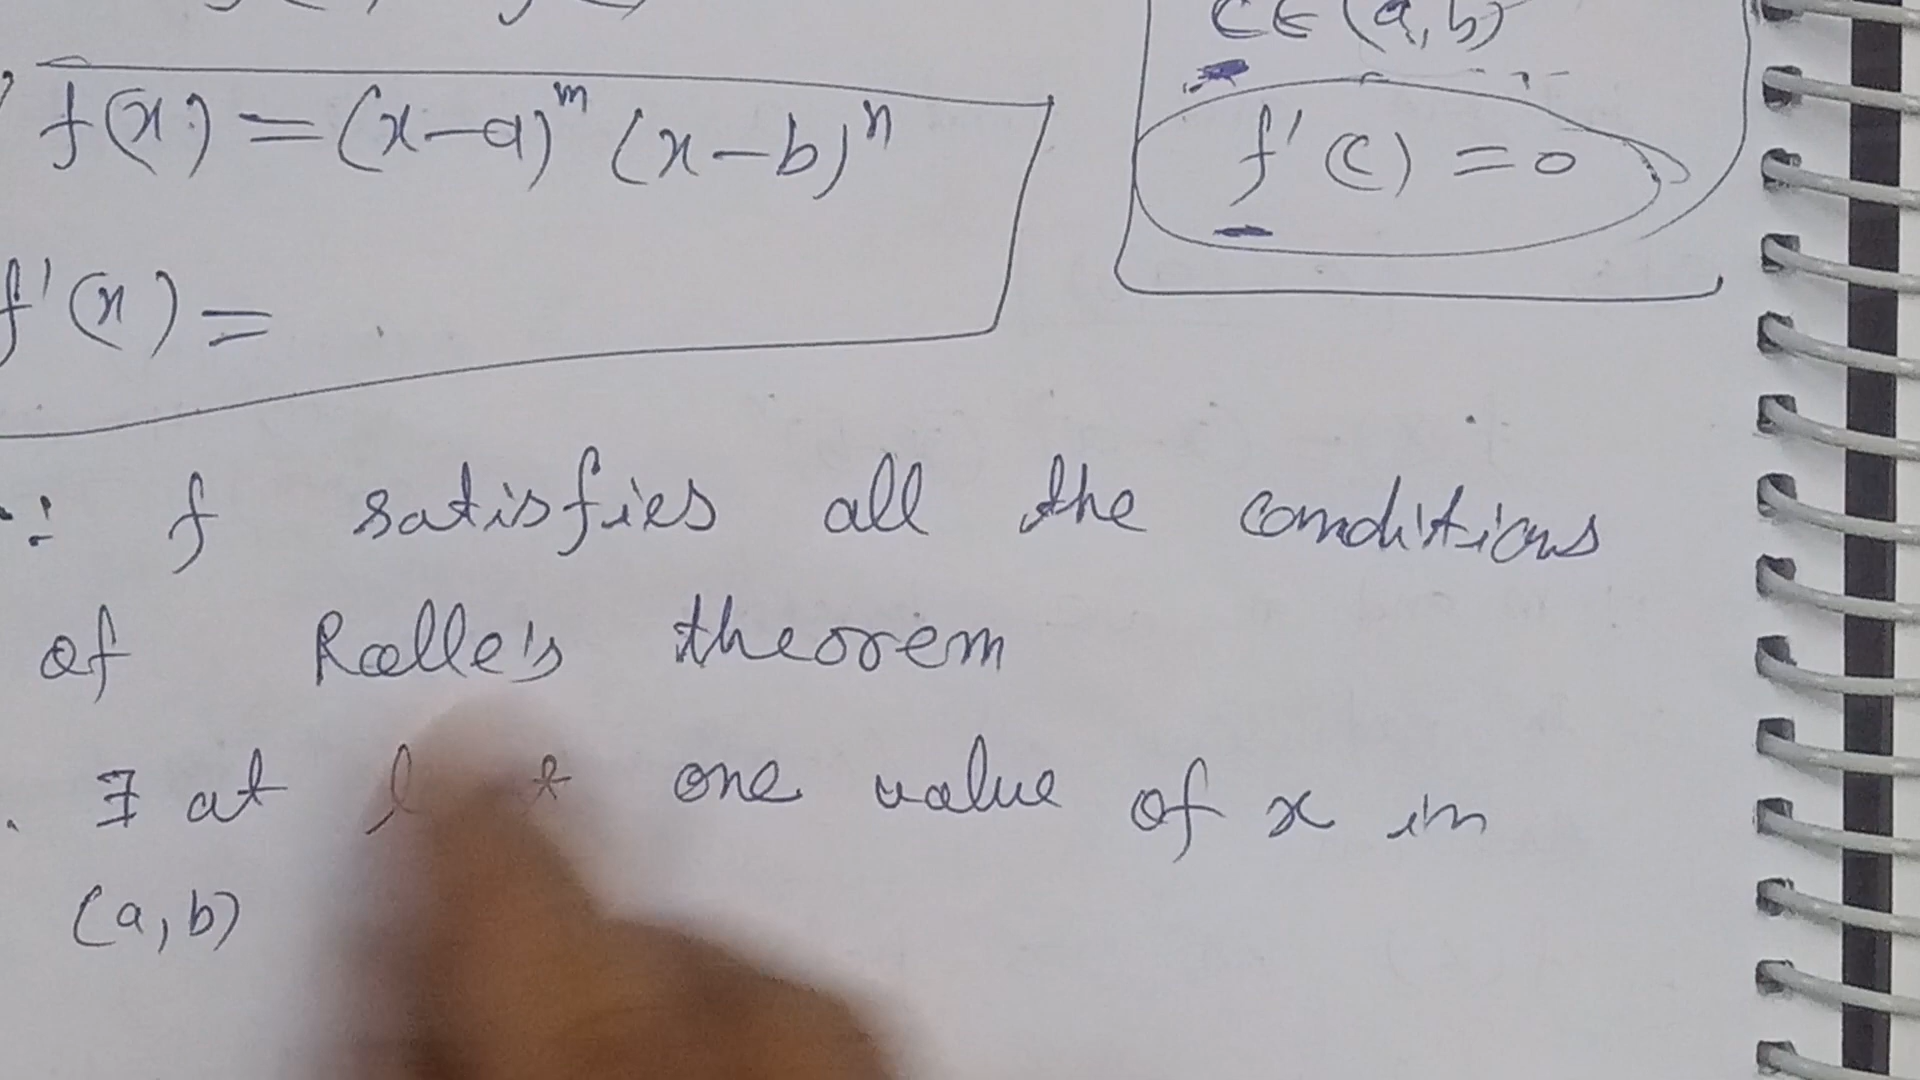 c ∈ (a, b)
f(x) = (x-a)^m (x-b)^n
f'(c) = 0
f'(x) =
∵ f satisfies all the conditions
of Rolle's theorem
∃ at one value of x in
(a, b)